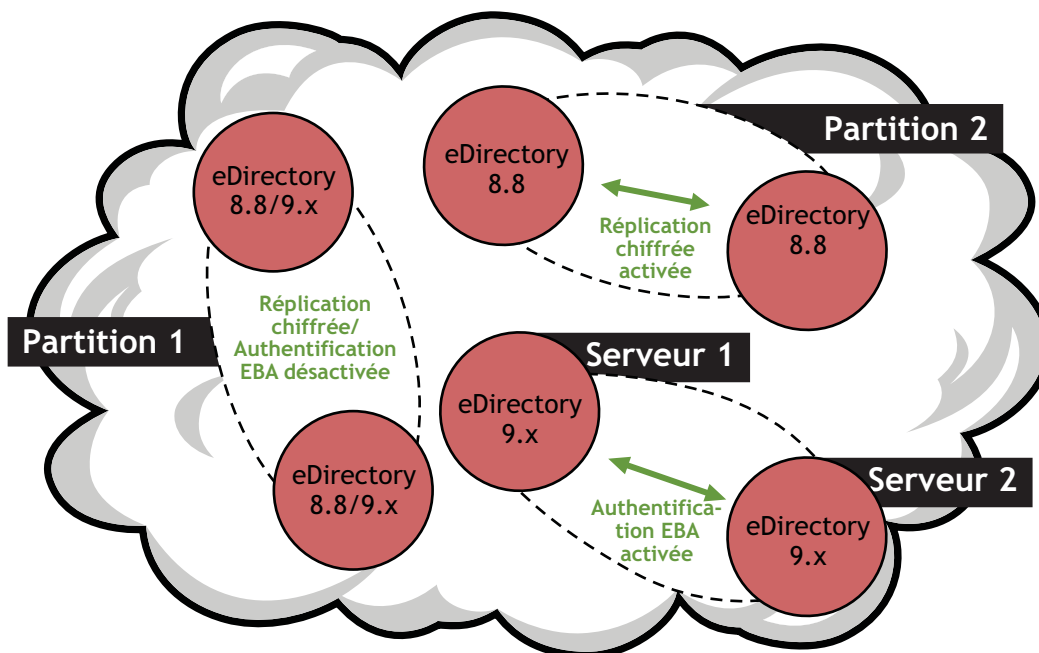 eDirectory
8.8/9.x
Réplication
chiffrée/
Authentification
EBA désactivée
Partition 1
eDirectory
8.8/9.x
eDirectory
8.8
Partition 2
Réplication
chiffrée
activée
eDirectory
8.8
Serveur 1
eDirectory
9.x
Authentifica-
tion EBA
activée
Serveur 2
eDirectory
9.x